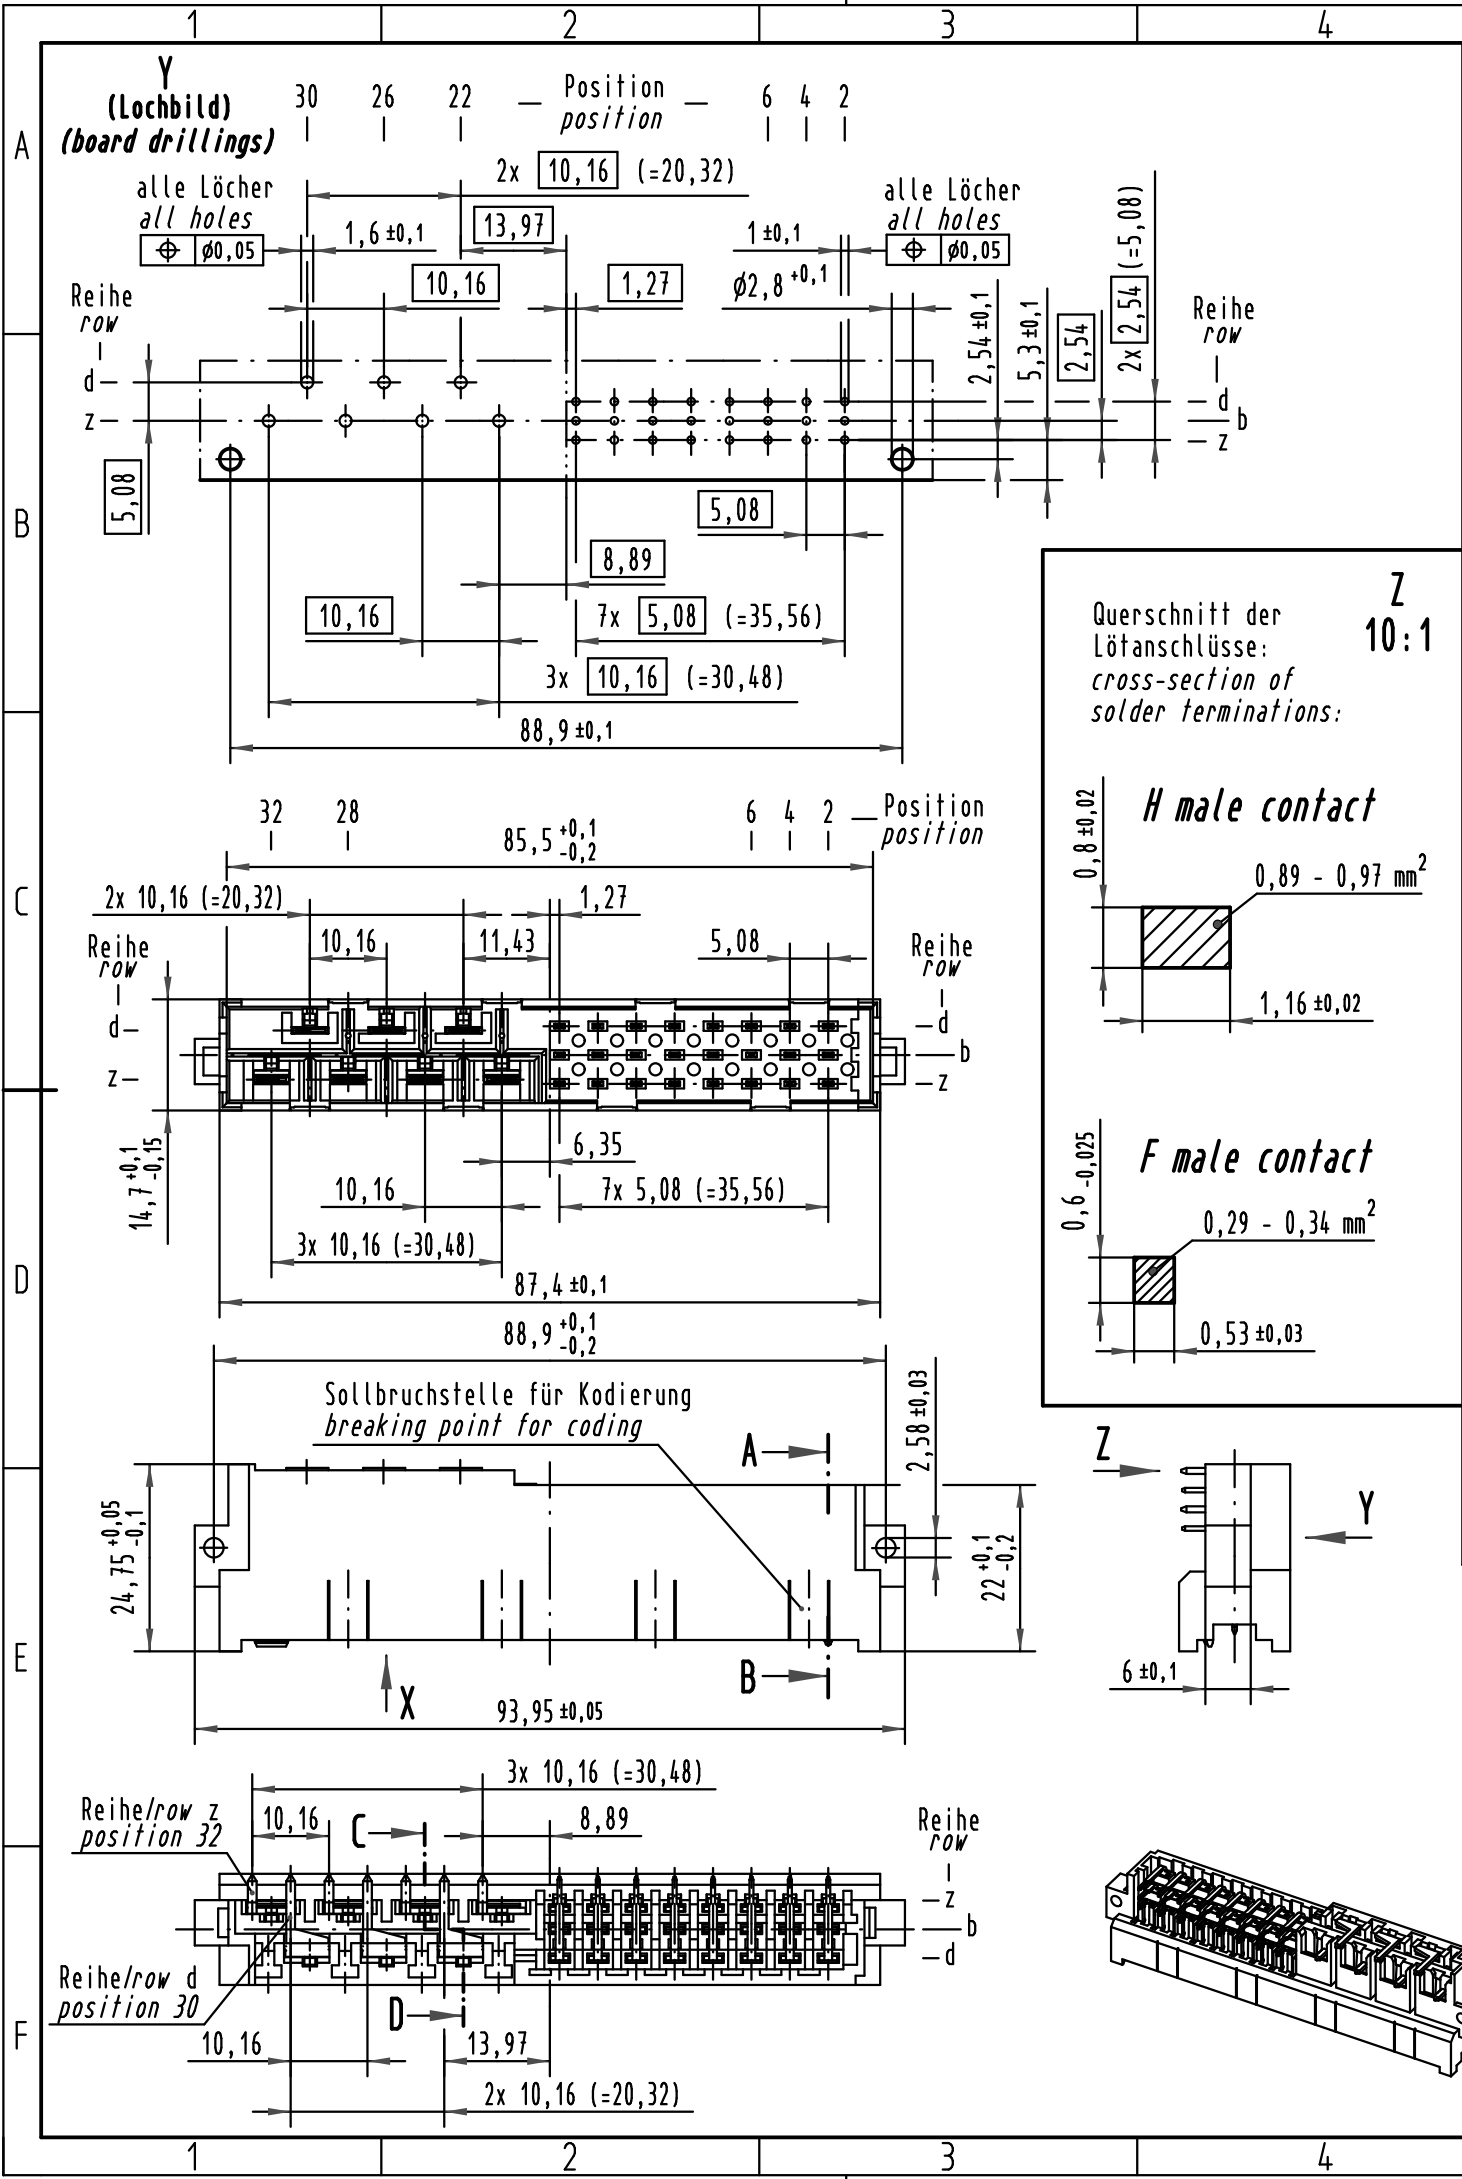 1 2 3 4
Y
(Lochbild)
(board drillings)
30 26 22 — Position — 6 4 2
position
2x 10,16 (=20,32)
alle Löcher
all holes
⌖ ø0,05
1,6 ±0,1
13,97
1 ±0,1
alle Löcher
all holes
⌖ ø0,05
10,16
1,27
ø2,8 +0,1
2,54 ±0,1
5,3 ±0,1
2,54
2x 2,54 (=5,08)
Reihe
row
d
z
Reihe
row
d
b
z
5,08
5,08
8,89
10,16
7x 5,08 (=35,56)
3x 10,16 (=30,48)
88,9 ±0,1
Z
10:1
Querschnitt der
Lötanschlüsse:
cross-section of
solder terminations:
H male contact
0,8 ±0,02
0,89 - 0,97 mm²
1,16 ±0,02
F male contact
0,6 -0,025
0,29 - 0,34 mm²
0,53 ±0,03
32 28 6 4 2 — Position
position
85,5 +0,1 -0,2
2x 10,16 (=20,32)
1,27
10,16
11,43
5,08
Reihe
row
d
z
Reihe
row
d
b
z
14,7 +0,1 -0,15
6,35
10,16
7x 5,08 (=35,56)
3x 10,16 (=30,48)
87,4 ±0,1
88,9 +0,1 -0,2
Sollbruchstelle für Kodierung
breaking point for coding
A
2,58 ±0,03
24,75 +0,05 -0,1
22 +0,1 -0,2
X
B
93,95 ±0,05
Z
Y
6 ±0,1
3x 10,16 (=30,48)
Reihe/row z
position 32
10,16
C
8,89
Reihe
row
z
b
d
Reihe/row d
position 30
D
10,16
13,97
2x 10,16 (=20,32)
A
B
C
D
E
F
1 2 3 4